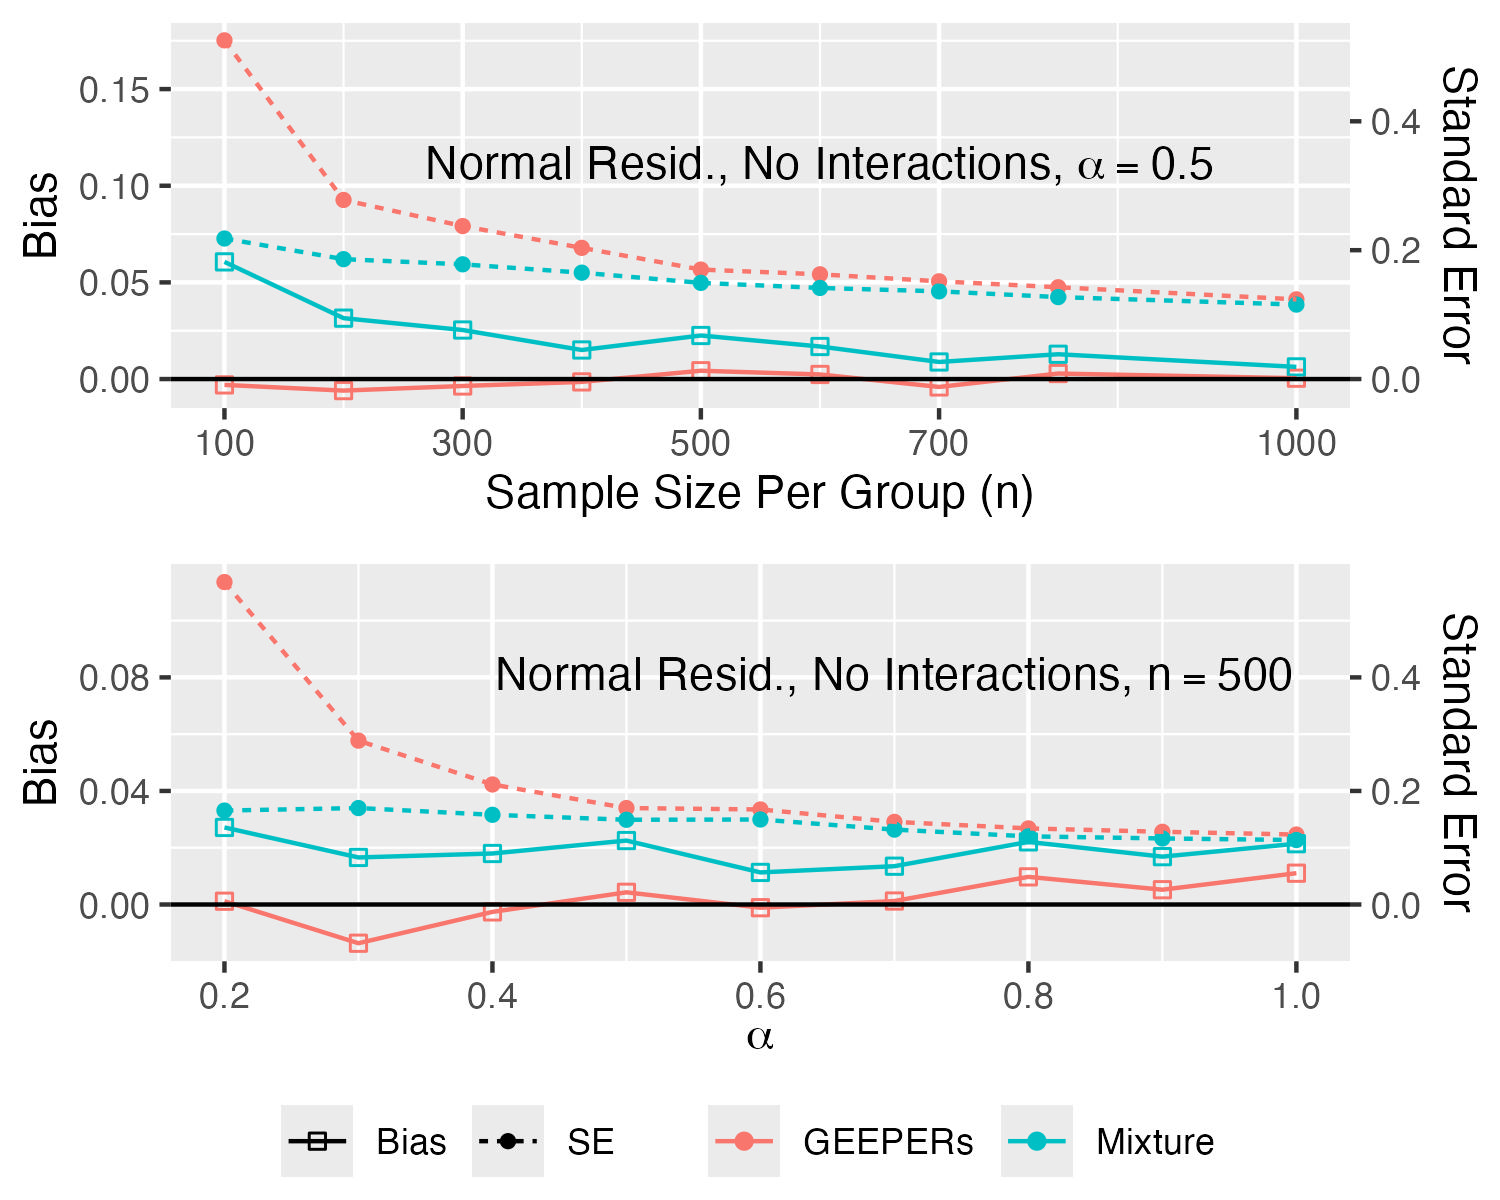 0.15
0.10
0.05
0.00
Bias
Normal Resid., No Interactions, α = 0.5
0.4
0.2
0.0
Standard Error
100 300 500 700 1000
Sample Size Per Group (n)
0.08
0.04
0.00
Bias
Normal Resid., No Interactions, n = 500
0.4
0.2
0.0
Standard Error
0.2 0.4 0.6 0.8 1.0
α
Bias SE GEEPERs Mixture